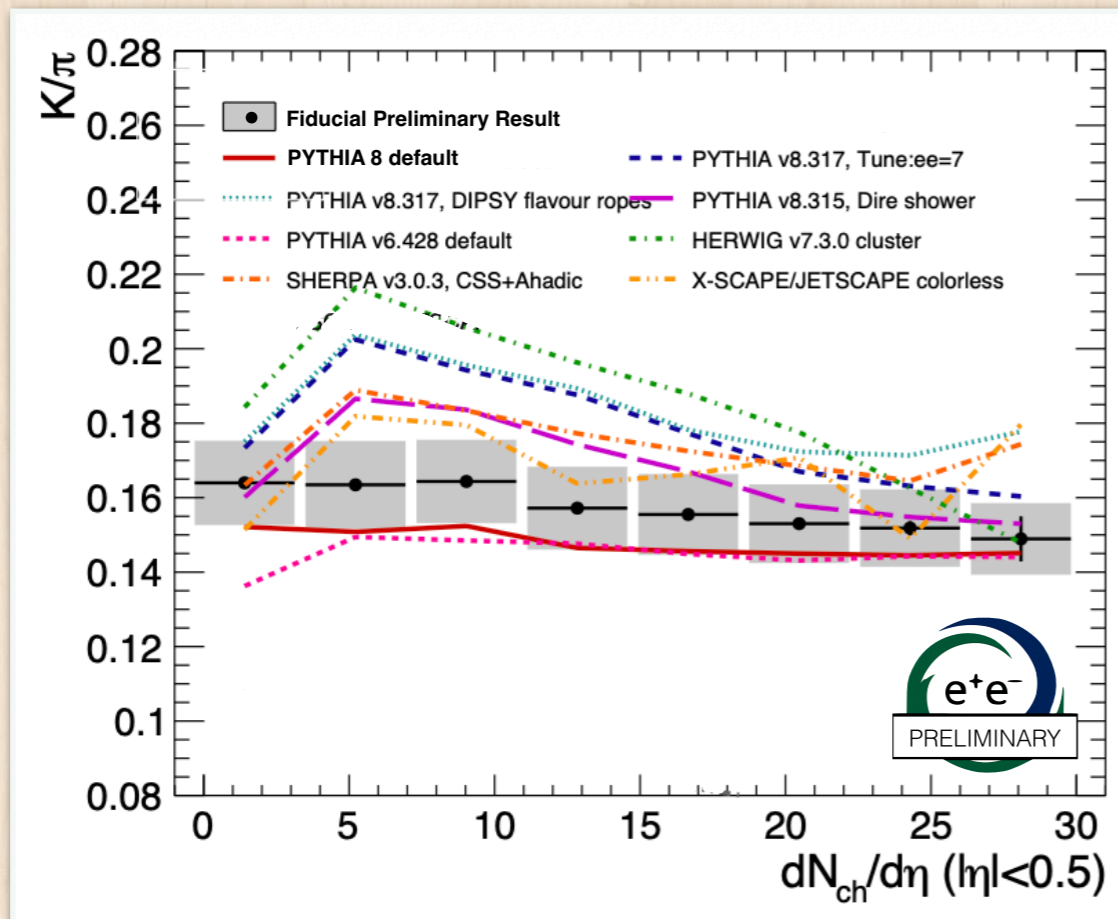 K/π
0.28
0.26
0.24
0.22
0.2
0.18
0.16
0.14
0.12
0.1
0.08
Fiducial Preliminary Result
PYTHIA 8 default
PYTHIA v8.317, Tune:ee=7
PYTHIA v8.317, DIPSY flavour ropes
PYTHIA v8.315, Dire shower
PYTHIA v6.428 default
HERWIG v7.3.0 cluster
SHERPA v3.0.3, CSS+Ahadic
X-SCAPE/JETSCAPE colorless
e⁺e⁻
PRELIMINARY
0 5 10 15 20 25 30
dN_ch/dη (|η|<0.5)